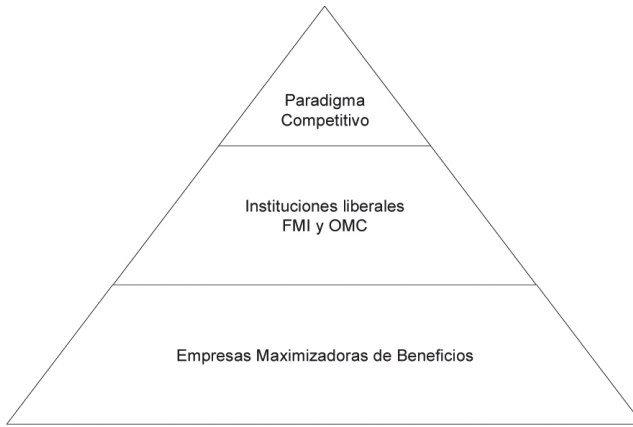 Paradigma
Competitivo
Instituciones liberales
FMI y OMC
Empresas Maximizadoras de Beneficios